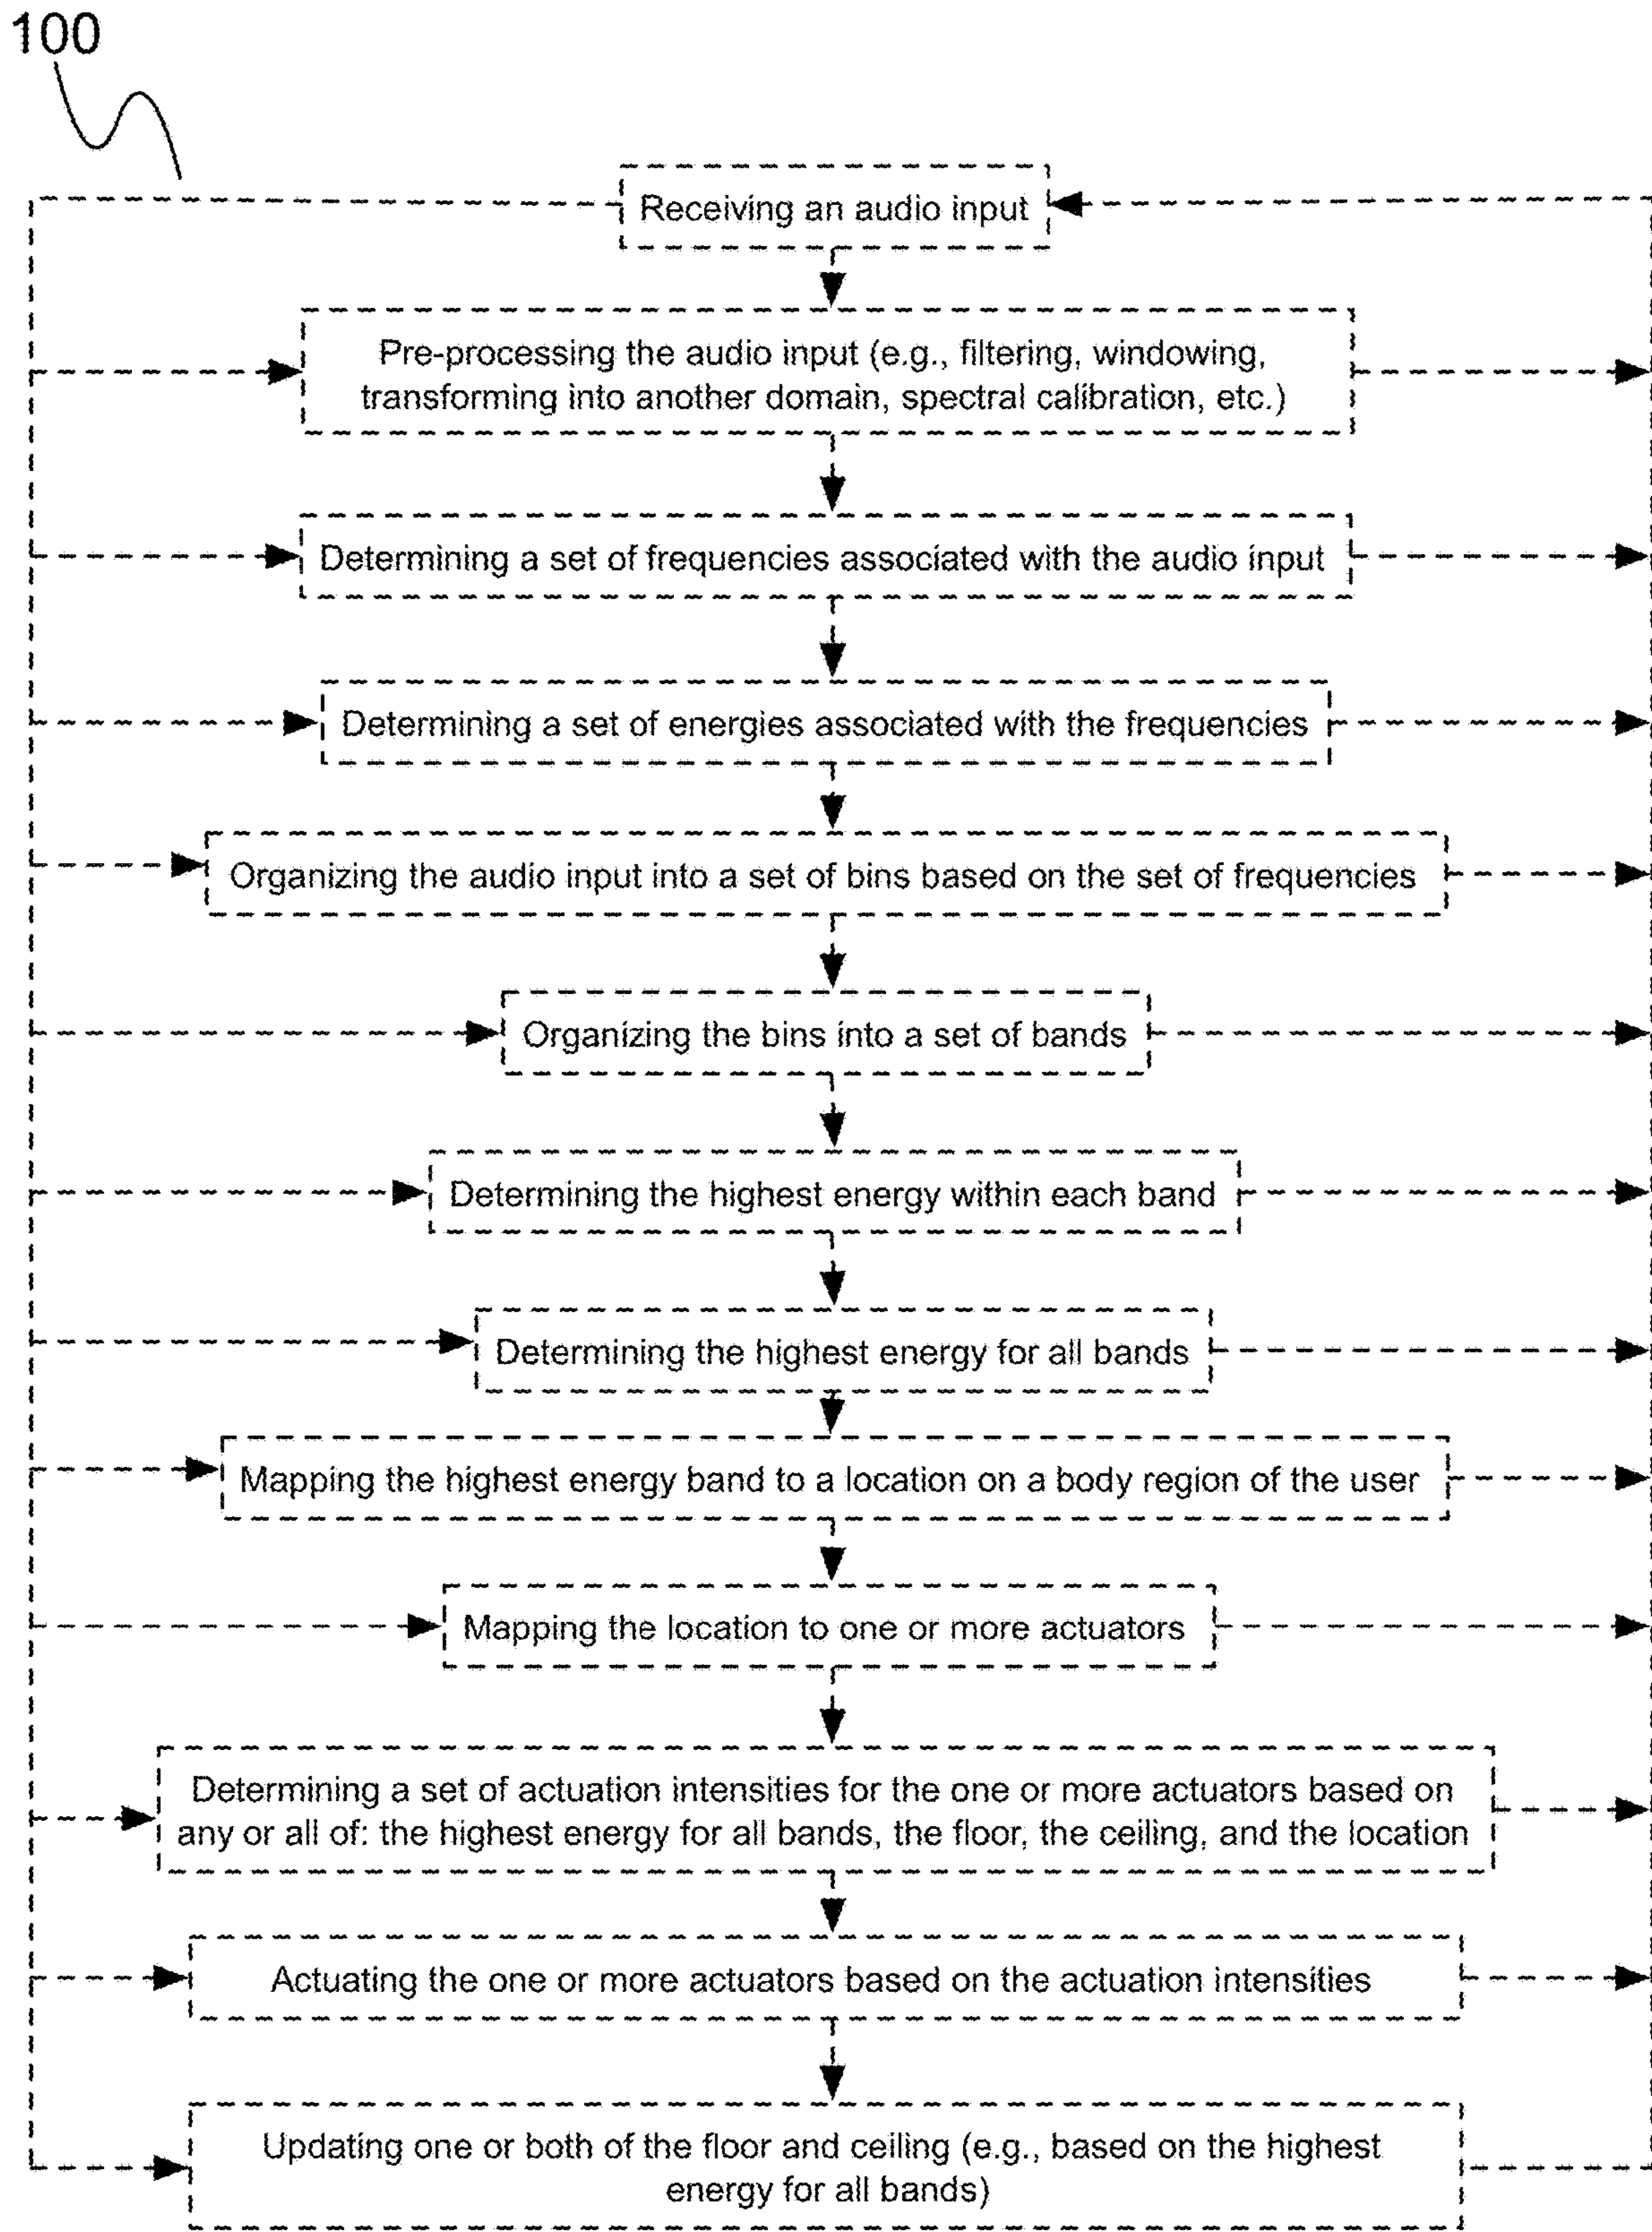 100
Receiving an audio input
Pre-processing the audio input (e.g., filtering, windowing,
transforming into another domain, spectral calibration, etc.)
Determining a set of frequencies associated with the audio input
Determining a set of energies associated with the frequencies
Organizing the audio input into a set of bins based on the set of frequencies
Organizing the bins into a set of bands
Determining the highest energy within each band
Determining the highest energy for all bands
Mapping the highest energy band to a location on a body region of the user
Mapping the location to one or more actuators
Determining a set of actuation intensities for the one or more actuators based on
any or all of: the highest energy for all bands, the floor, the ceiling, and the location
Actuating the one or more actuators based on the actuation intensities
Updating one or both of the floor and ceiling (e.g., based on the highest
energy for all bands)